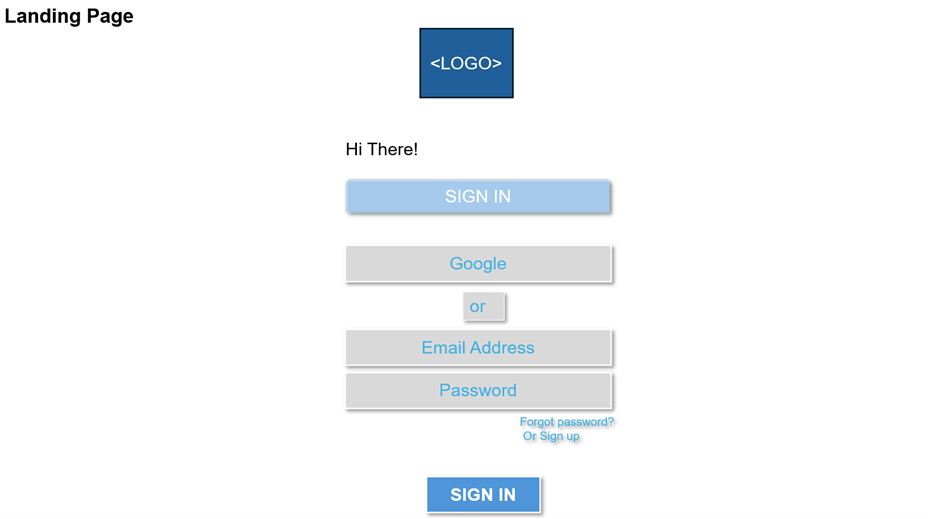 Landing Page
<LOGO>
Hi There!
SIGN IN
Google
or
Email Address
Password
Forgot password?
Or Sign up
SIGN IN